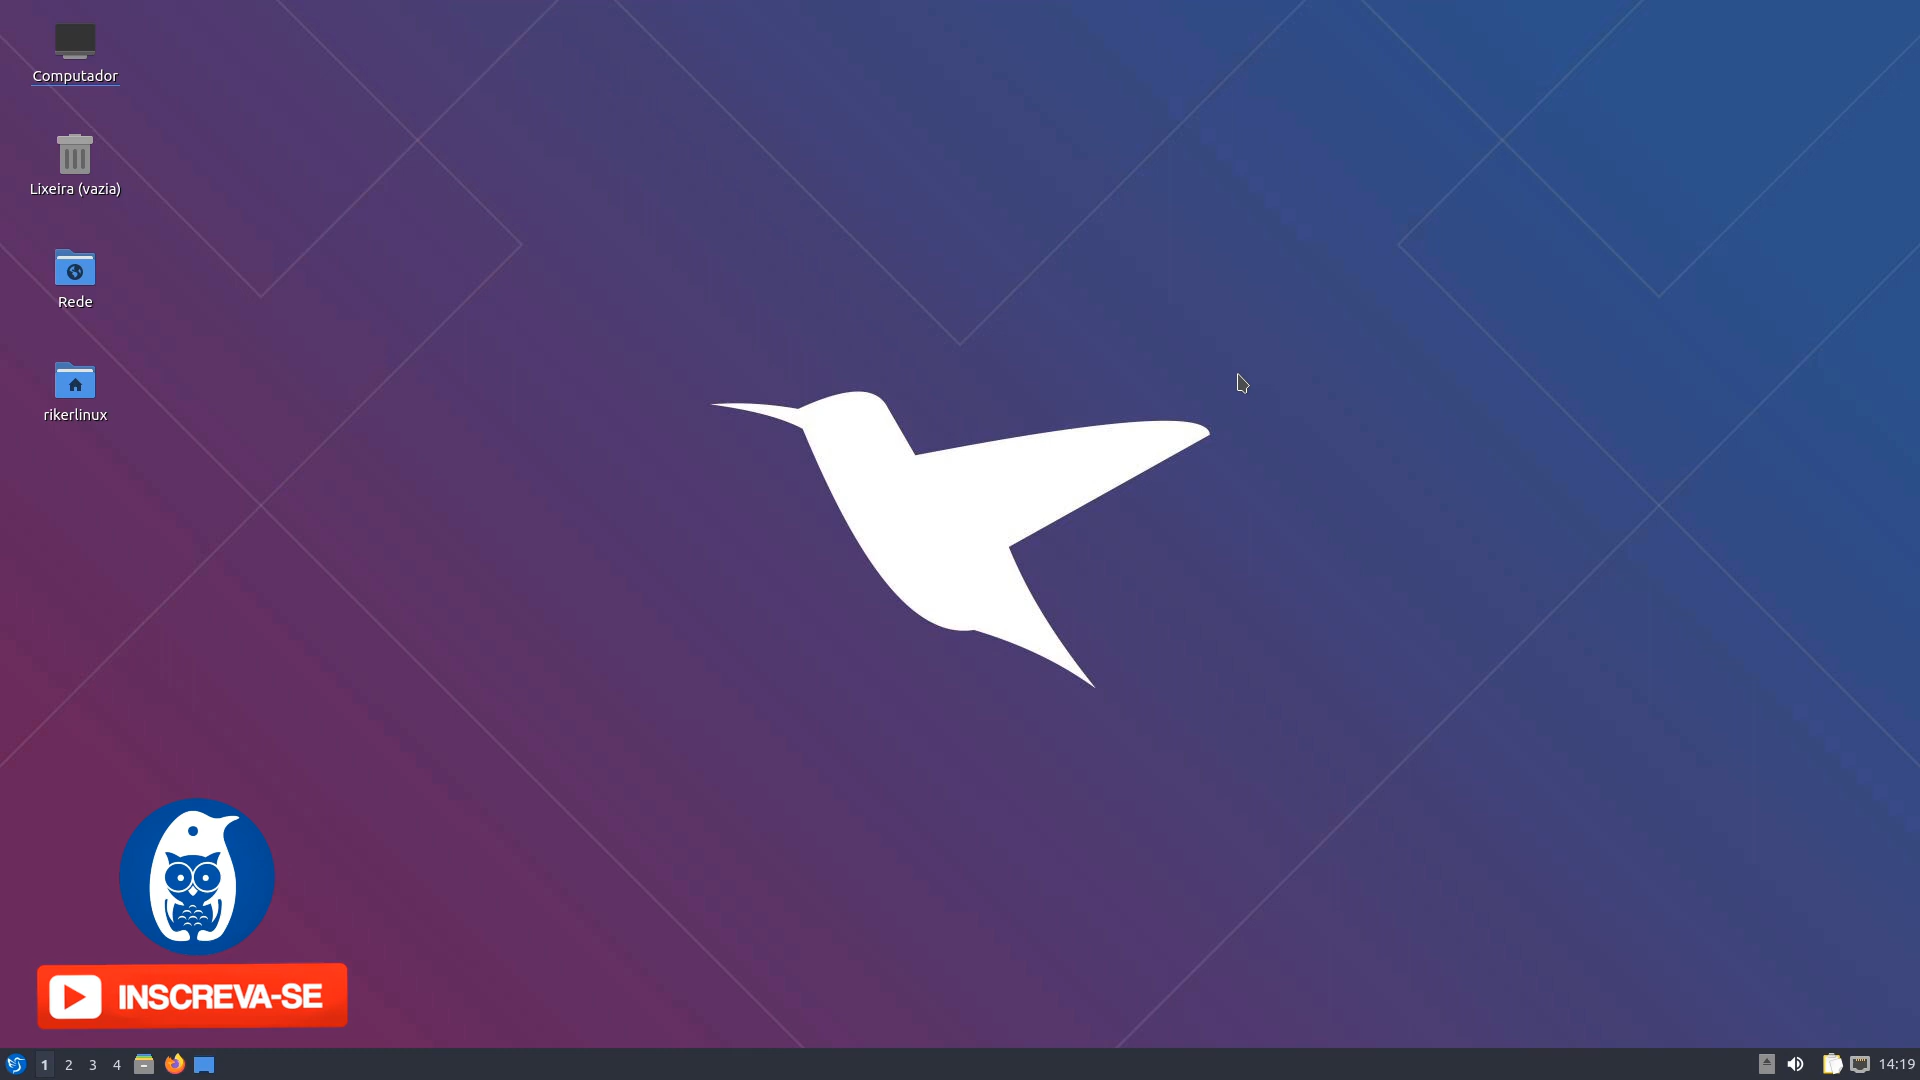 Computador
Lixeira (vazia)
Rede
rikerlinux
INSCREVA-SE
1 2 3 4
14:19